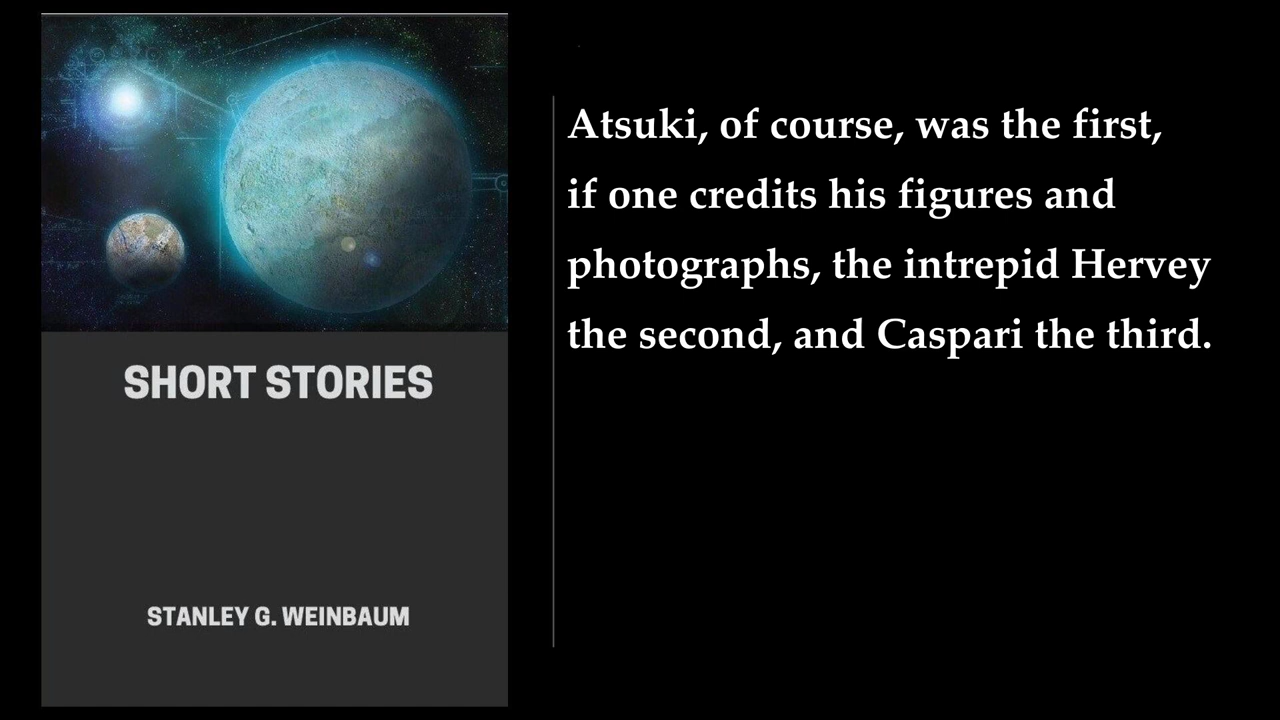 SHORT STORIES
STANLEY G. WEINBAUM
Atsuki, of course, was the first,
if one credits his figures and
photographs, the intrepid Hervey
the second, and Caspari the third.